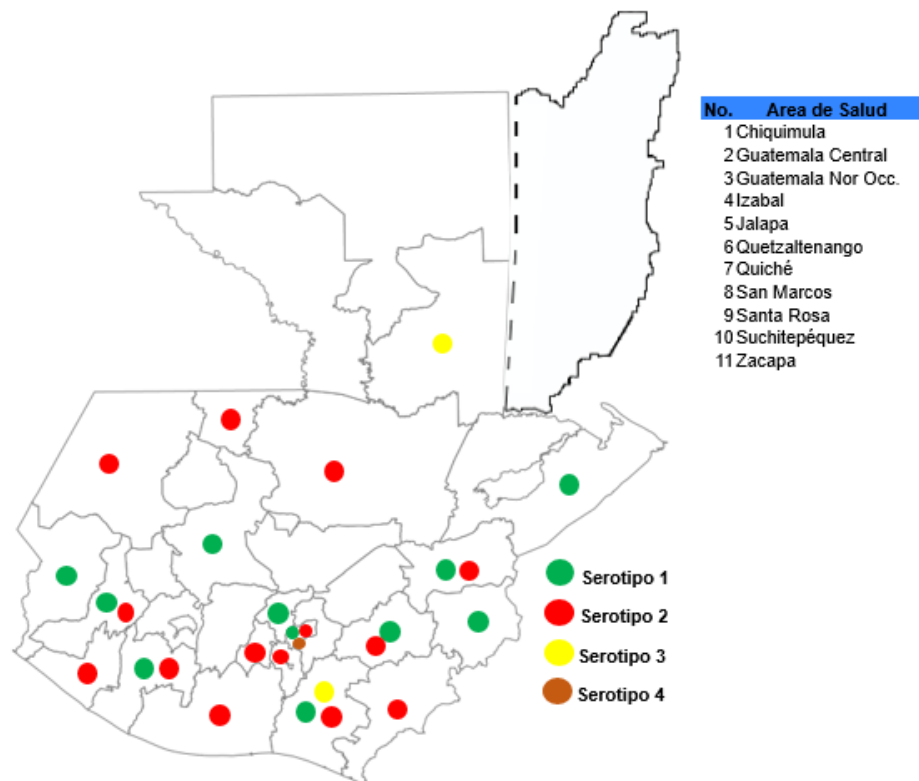 No. Area de Salud
1 Chiquimula
2 Guatemala Central
3 Guatemala Nor Occ.
4 Izabal
5 Jalapa
6 Quetzaltenango
7 Quiché
8 San Marcos
9 Santa Rosa
10 Suchitepéquez
11 Zacapa
Serotipo 1
Serotipo 2
Serotipo 3
Serotipo 4